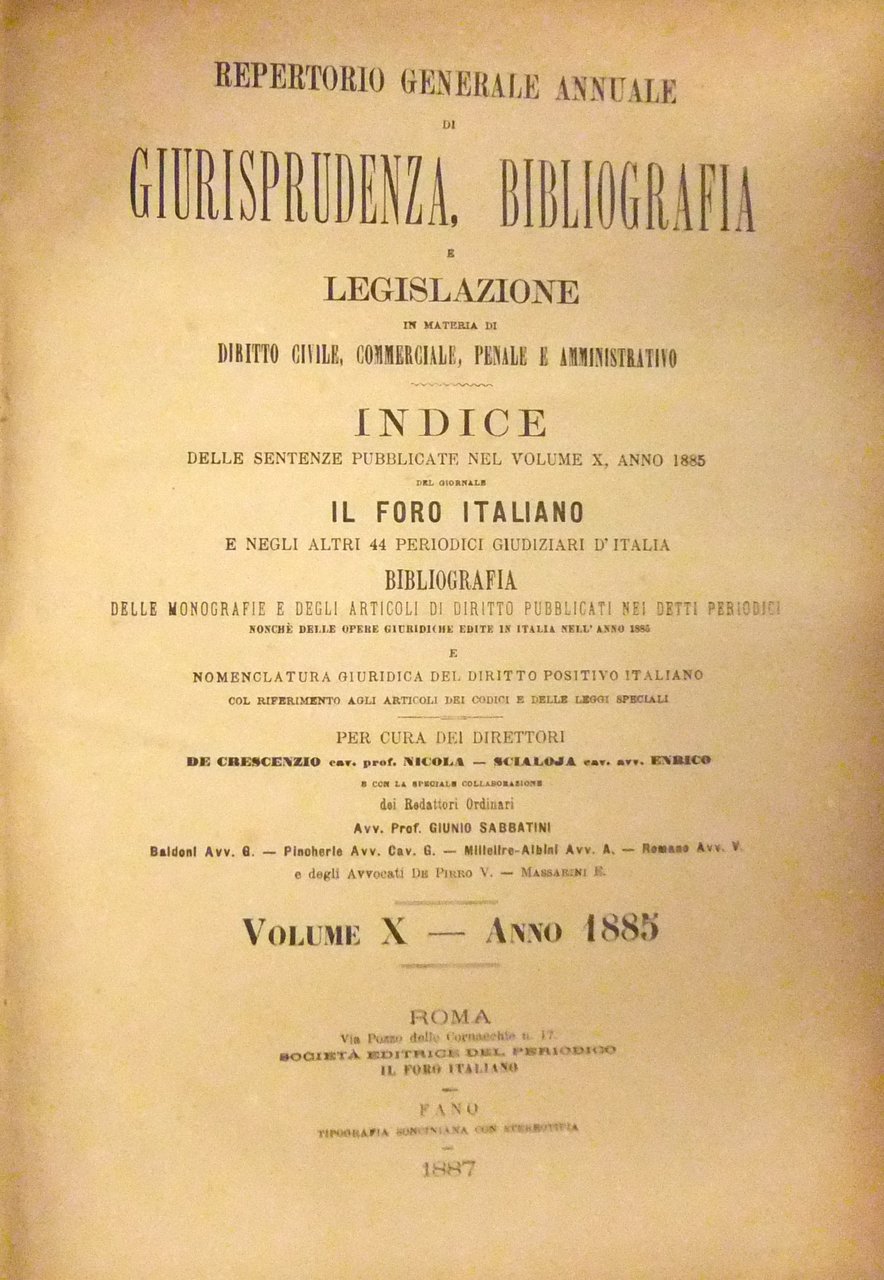 REPERTORIO GENERALE ANNUALE
DI
GIURISPRUDENZA, BIBLIOGRAFIA
E
LEGISLAZIONE
IN MATERIA DI
DIRITTO CIVILE, COMMERCIALE, PENALE E AMMINISTRATIVO
INDICE
DELLE SENTENZE PUBBLICATE NEL VOLUME X, ANNO 1885
DEL GIORNALE
IL FORO ITALIANO
E NEGLI ALTRI 44 PERIODICI GIUDIZIARI D'ITALIA
BIBLIOGRAFIA
DELLE MONOGRAFIE E DEGLI ARTICOLI DI DIRITTO PUBBLICATI NEI DETTI PERIODICI
NONCHÈ DELLE OPERE GIURIDICHE EDITE IN ITALIA NELL'ANNO 1885
E
NOMENCLATURA GIURIDICA DEL DIRITTO POSITIVO ITALIANO
COL RIFERIMENTO AGLI ARTICOLI DEI CODICI E DELLE LEGGI SPECIALI
PER CURA DEI DIRETTORI
DE CRESCENZIO cav. prof. NICOLA — SCIALOJA cav. avv. ENRICO
E CON LA SPECIALE COLLABORAZIONE
dei Redattori Ordinari
Avv. Prof. GIUNIO SABBATINI
Baldoni Avv. G. — Pincherle Avv. Cav. G. — Millelire-Albini Avv. A. — Romano Avv. V.
e degli Avvocati DE PIRRO V. — MASSARINI E.
VOLUME X — ANNO 1885
ROMA
Via Pozzo delle Cornacchie n. 17
SOCIETÀ EDITRICE DEL PERIODICO
IL FORO ITALIANO
FANO
TIPOGRAFIA SONCINIANA CON STEREOTIPIA
1887